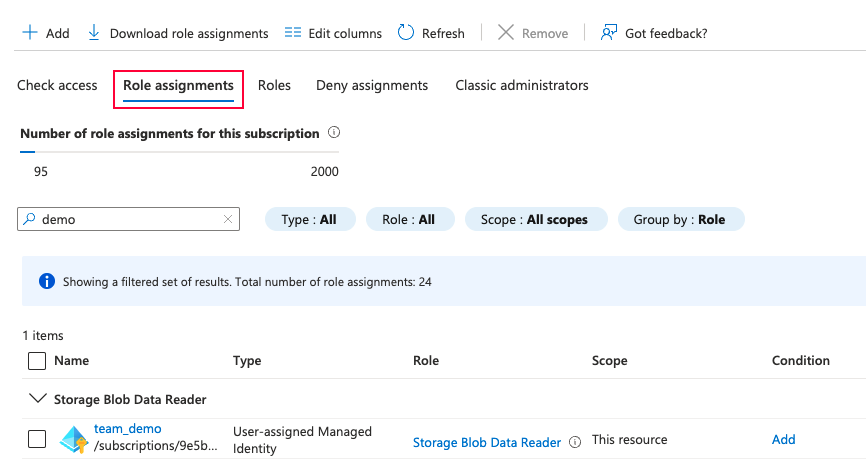 Add Download role assignments Edit columns Refresh Remove Got feedback?
Check access Role assignments Roles Deny assignments Classic administrators
Number of role assignments for this subscription
95 2000
demo Type : All Role : All Scope : All scopes Group by : Role
Showing a filtered set of results. Total number of role assignments: 24
1 items
Name Type Role Scope Condition
Storage Blob Data Reader
team_demo
/subscriptions/9e5b...
User-assigned Managed
Identity
Storage Blob Data Reader This resource Add